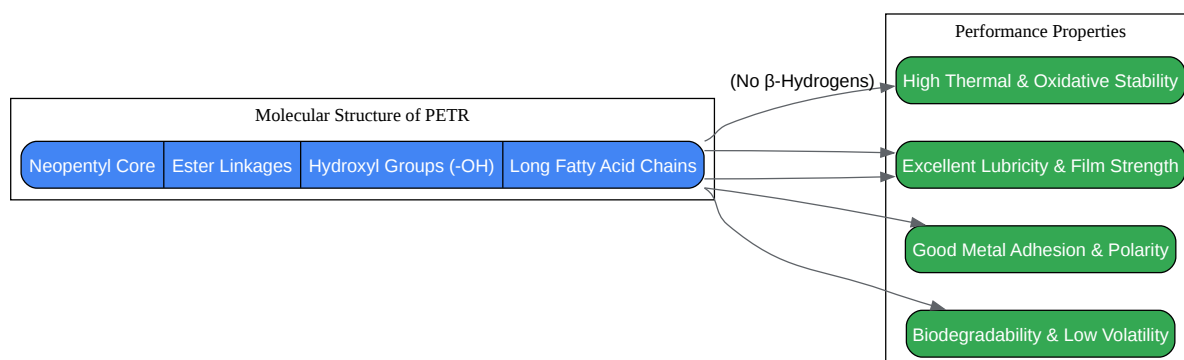 Performance Properties
(No β-Hydrogens)
High Thermal & Oxidative Stability
Molecular Structure of PETR
Neopentyl Core
Ester Linkages
Hydroxyl Groups (-OH)
Long Fatty Acid Chains
Excellent Lubricity & Film Strength
Good Metal Adhesion & Polarity
Biodegradability & Low Volatility